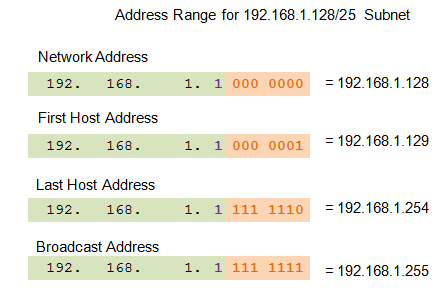 Address Range for 192.168.1.128/25 Subnet
Network Address
192. 168. 1. 1 000 0000 = 192.168.1.128
First Host Address
192. 168. 1. 1 000 0001 = 192.168.1.129
Last Host Address
192. 168. 1. 1 111 1110 = 192.168.1.254
Broadcast Address
192. 168. 1. 1 111 1111 = 192.168.1.255